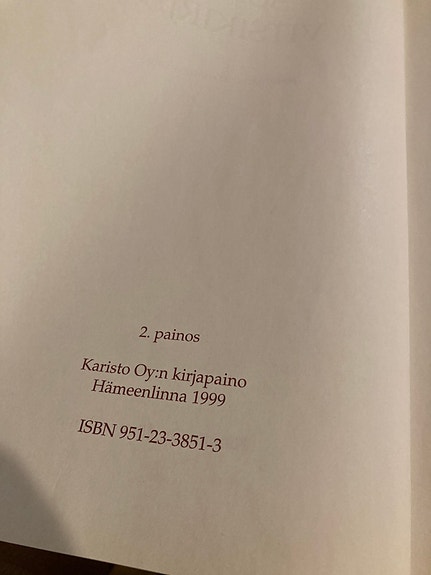 2. painos
Karisto Oy:n kirjapaino
Hämeenlinna 1999
ISBN 951-23-3851-3